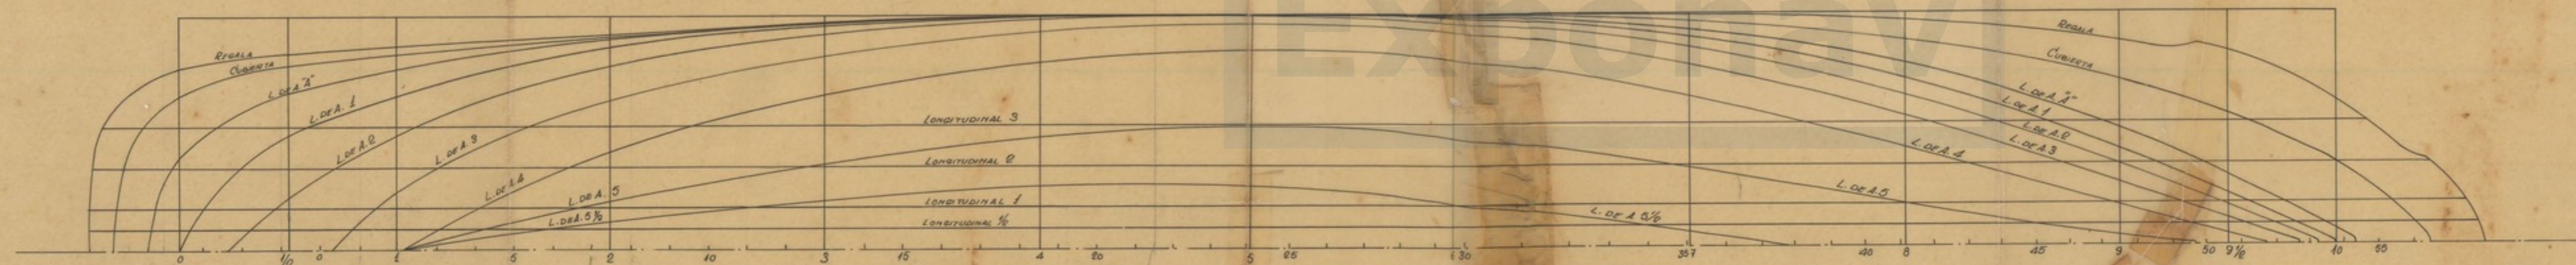 Exponav
REGALA
CUBIERTA
L. DE A. "A"
L. DE A. 1
L. DE A. 2
L. DE A. 3
L. DE A. 4
L. DE A. 5
L. DE A. 5½
LONGITUDINAL 3
LONGITUDINAL 2
LONGITUDINAL 1
LONGITUDINAL ½
REGALA
CUBIERTA
L. DE A. "A"
L. DE A. 1
L. DE A. 2
L. DE A. 3
L. DE A. 4
L. DE A. 5
L. DE A 5½
0 ½ 0 1 5 2 10 3 15 4 20 5 25 30 35 7 40 8 45 9 50 9½ 10 55